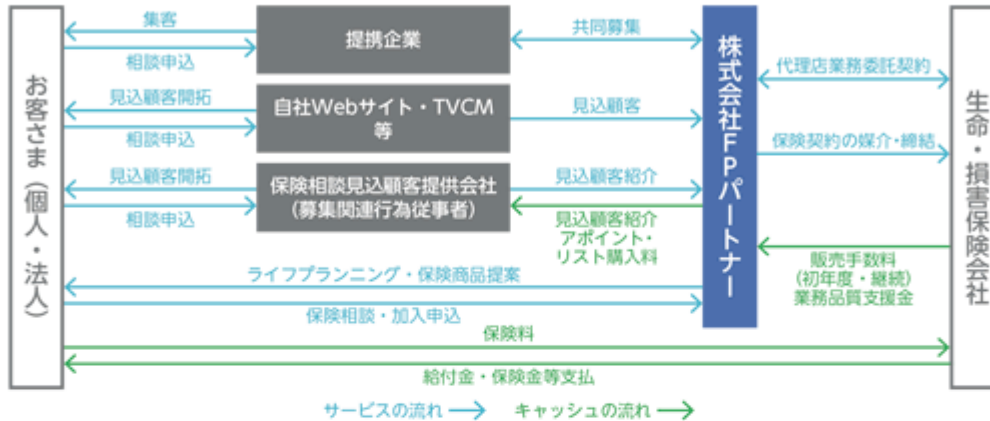 集客
提携企業
共同募集
相談申込
お客さま（個人・法人）
株式会社FPパートナー
生命・損害保険会社
代理店業務委託契約
見込顧客開拓
自社Webサイト・TVCM
等
見込顧客
相談申込
保険契約の媒介・締結
見込顧客開拓
保険相談見込顧客提供会社
(募集関連行為従事者)
見込顧客紹介
相談申込
見込顧客紹介
アポイント・
リスト購入料
販売手数料
(初年度・継続)
業務品質支援金
ライフプランニング・保険商品提案
保険相談・加入申込
保険料
給付金・保険金等支払
サービスの流れ
キャッシュの流れ